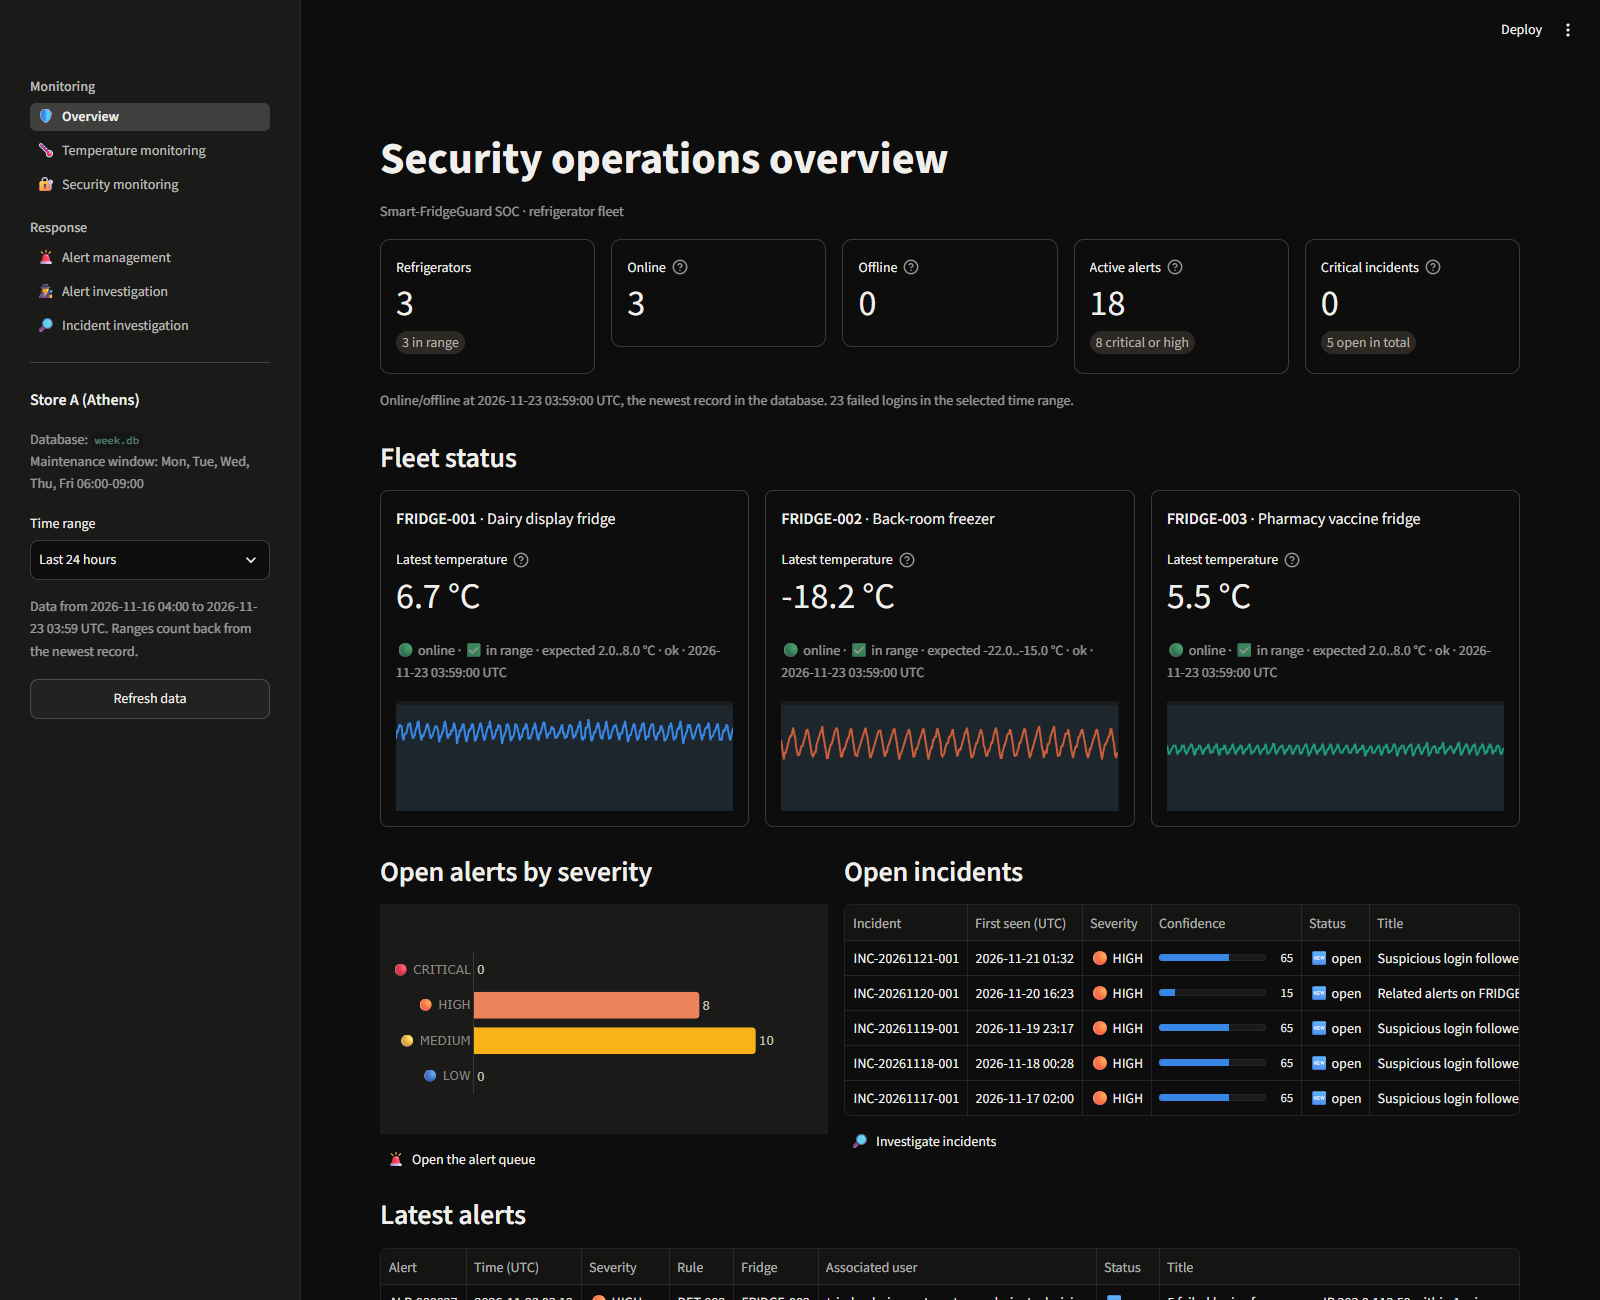 Deploy
Monitoring
Overview
Temperature monitoring
Security monitoring
Response
Alert management
Alert investigation
Incident investigation
Store A (Athens)
Database: week.db
Maintenance window: Mon, Tue, Wed,
Thu, Fri 06:00-09:00
Time range
Last 24 hours
Data from 2026-11-16 04:00 to 2026-11-
23 03:59 UTC. Ranges count back from
the newest record.
Refresh data
Security operations overview
Smart-FridgeGuard SOC · refrigerator fleet
Refrigerators
3
3 in range
Online
3
Offline
0
Active alerts
18
8 critical or high
Critical incidents
0
5 open in total
Online/offline at 2026-11-23 03:59:00 UTC, the newest record in the database. 23 failed logins in the selected time range.
Fleet status
FRIDGE-001 · Dairy display fridge
Latest temperature
6.7 °C
online · in range · expected 2.0..8.0 °C · ok · 2026-
11-23 03:59:00 UTC
FRIDGE-002 · Back-room freezer
Latest temperature
-18.2 °C
online · in range · expected -22.0..-15.0 °C · ok ·
2026-11-23 03:59:00 UTC
FRIDGE-003 · Pharmacy vaccine fridge
Latest temperature
5.5 °C
online · in range · expected 2.0..8.0 °C · ok · 2026-
11-23 03:59:00 UTC
Open alerts by severity
CRITICAL 0
HIGH 8
MEDIUM 10
LOW 0
Open the alert queue
Open incidents
Incident First seen (UTC) Severity Confidence Status Title
INC-20261121-001 2026-11-21 01:32 HIGH 65 NEW open Suspicious login followe
INC-20261120-001 2026-11-20 16:23 HIGH 15 NEW open Related alerts on FRIDGE
INC-20261119-001 2026-11-19 23:17 HIGH 65 NEW open Suspicious login followe
INC-20261118-001 2026-11-18 00:28 HIGH 65 NEW open Suspicious login followe
INC-20261117-001 2026-11-17 02:00 HIGH 65 NEW open Suspicious login followe
Investigate incidents
Latest alerts
Alert Time (UTC) Severity Rule Fridge Associated user Status Title